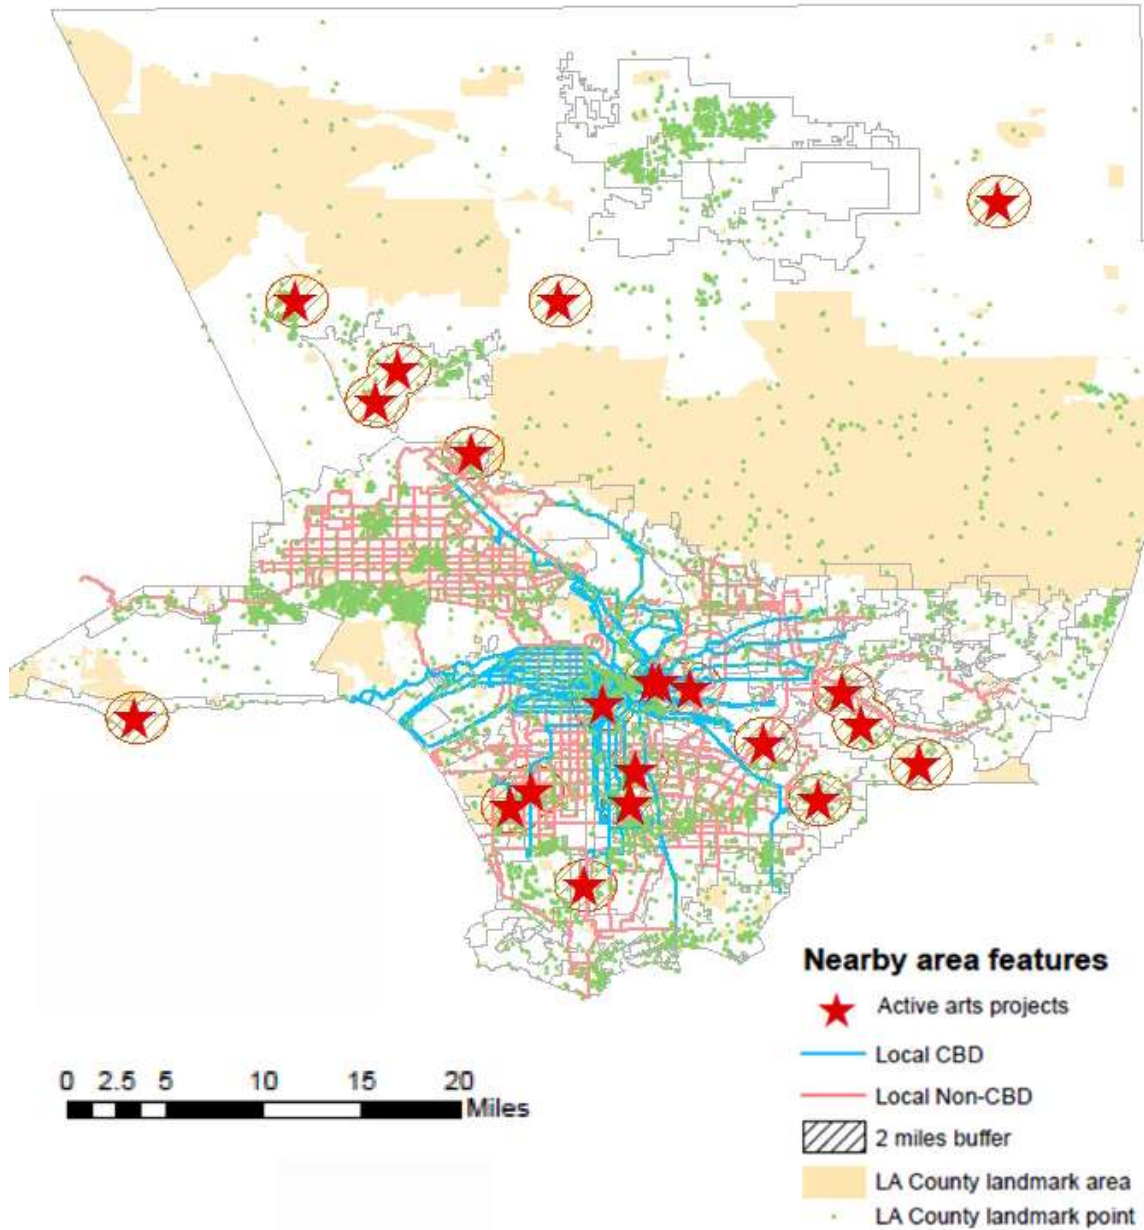 Nearby area features
Active arts projects
Local CBD
Local Non-CBD
2 miles buffer
LA County landmark area
LA County landmark point
0 2.5 5 10 15 20
Miles